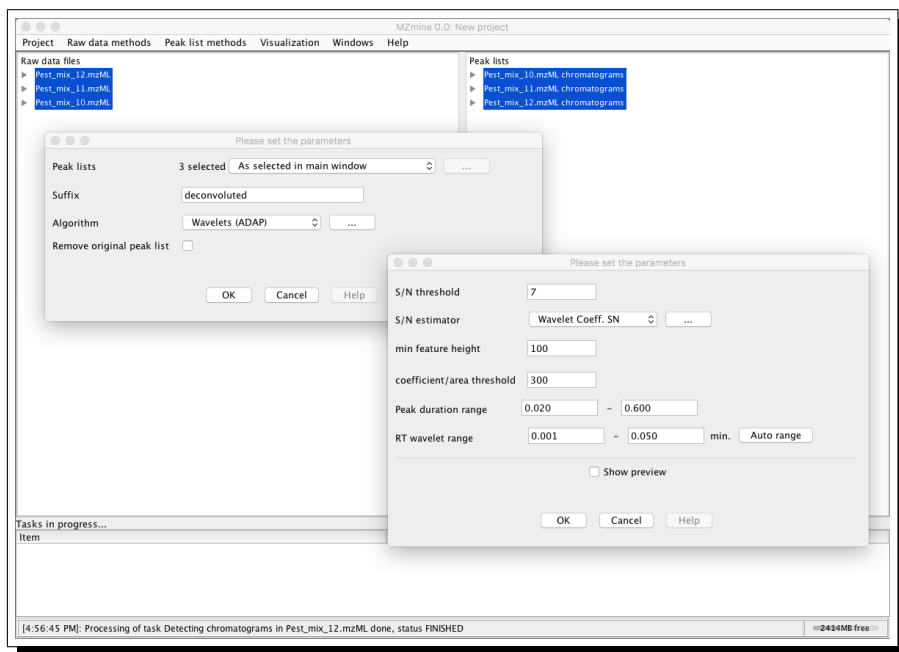 MZmine 0.0: New project
Project Raw data methods Peak list methods Visualization Windows Help
Raw data files
Pest_mix_12.mzML
Pest_mix_11.mzML
Pest_mix_10.mzML
Peak lists
Pest_mix_10.mzML chromatograms
Pest_mix_11.mzML chromatograms
Pest_mix_12.mzML chromatograms
Please set the parameters
Peak lists 3 selected As selected in main window ...
Suffix deconvoluted
Algorithm Wavelets (ADAP) ...
Remove original peak list
OK Cancel Help
Please set the parameters
S/N threshold 7
S/N estimator Wavelet Coeff. SN ...
min feature height 100
coefficient/area threshold 300
Peak duration range 0.020 - 0.600
RT wavelet range 0.001 - 0.050 min. Auto range
Show preview
OK Cancel Help
Tasks in progress...
Item
[4:56:45 PM]: Processing of task Detecting chromatograms in Pest_mix_12.mzML done, status FINISHED
2414MB free